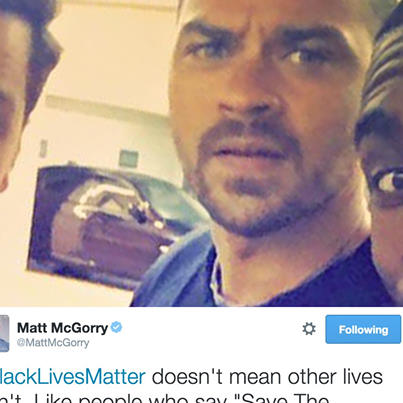 Matt McGorry
@MattMcGorry
Following
lackLivesMatter doesn't mean other lives
n't. Like people who say "Save The